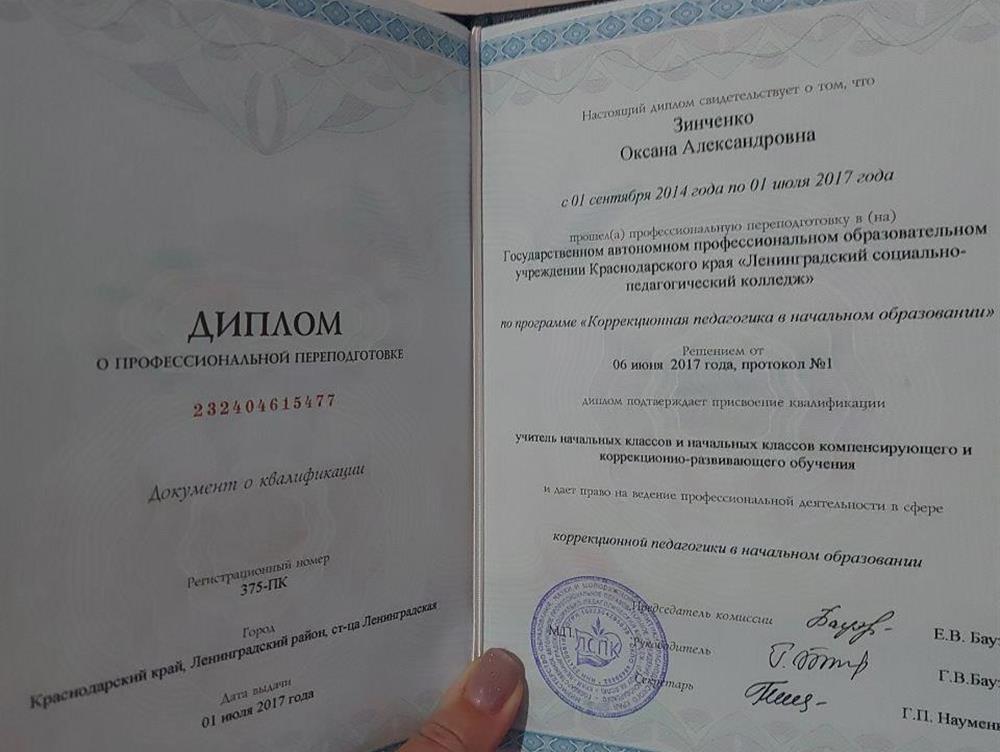 ДИПЛОМ
О ПРОФЕССИОНАЛЬНОЙ ПЕРЕПОДГОТОВКЕ
232404615477
Документ о квалификации
Регистрационный номер
375-ПК
Город
Краснодарский край, Ленинградский район, ст-ца Ленинградская
Дата выдачи
01 июля 2017 года
Настоящий диплом свидетельствует о том, что
Зинченко
Оксана Александровна
с 01 сентября 2014 года по 01 июля 2017 года
прошел(а) профессиональную переподготовку в (на)
Государственном автономном профессиональном образовательном
учреждении Краснодарского края «Ленинградский социально-
педагогический колледж»
по программе «Коррекционная педагогика в начальном образовании»
Решением от
06 июня 2017 года, протокол №1
диплом подтверждает присвоение квалификации
учитель начальных классов и начальных классов компенсирующего и
коррекционно-развивающего обучения
и дает право на ведение профессиональной деятельности в сфере
коррекционной педагогики в начальном образовании
Председатель комиссии Е.В. Бауэ
М.П. ЛСПК
Руководитель Г.В.Бауэ
Секретарь Г.П. Наумен